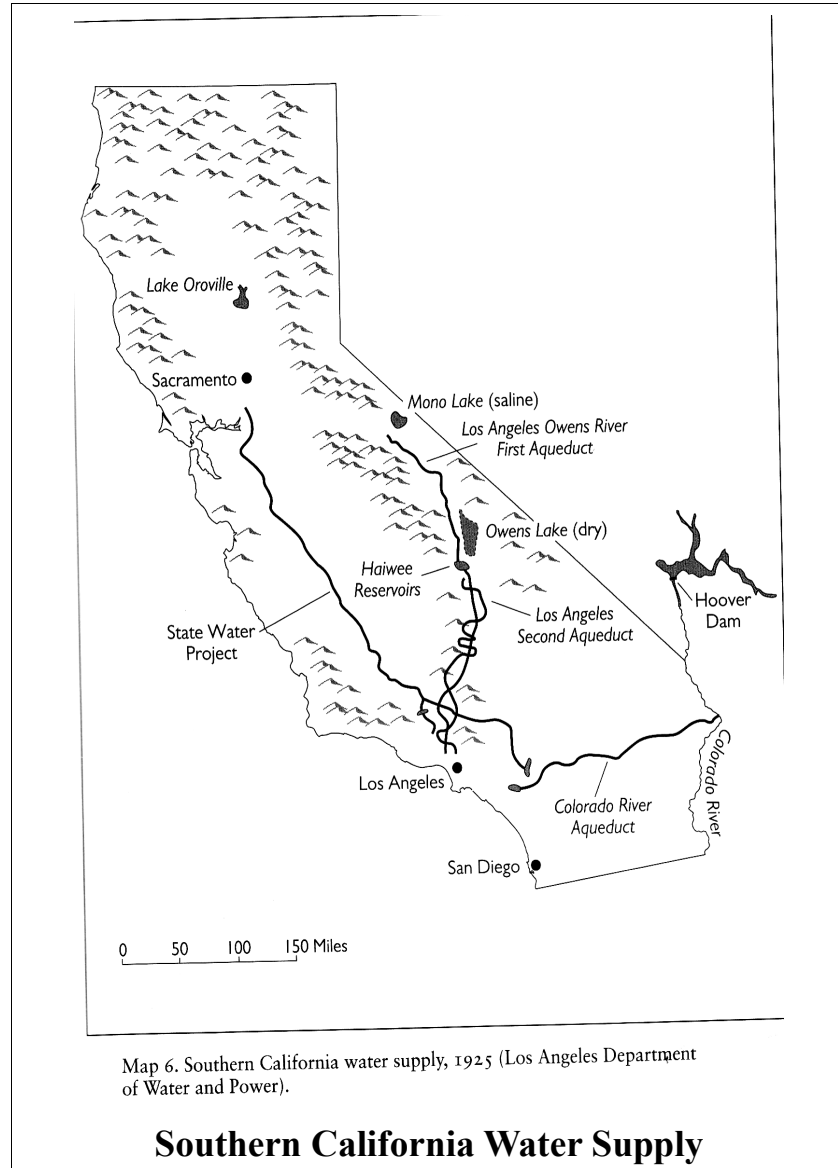 Lake Oroville
Sacramento
Mono Lake (saline)
Los Angeles Owens River
First Aqueduct
Owens Lake (dry)
Haiwee
Reservoirs
Hoover
Dam
Los Angeles
Second Aqueduct
State Water
Project
Colorado River
Los Angeles
Colorado River
Aqueduct
San Diego
0 50 100 150 Miles
Map 6. Southern California water supply, 1925 (Los Angeles Department
of Water and Power).
Southern California Water Supply